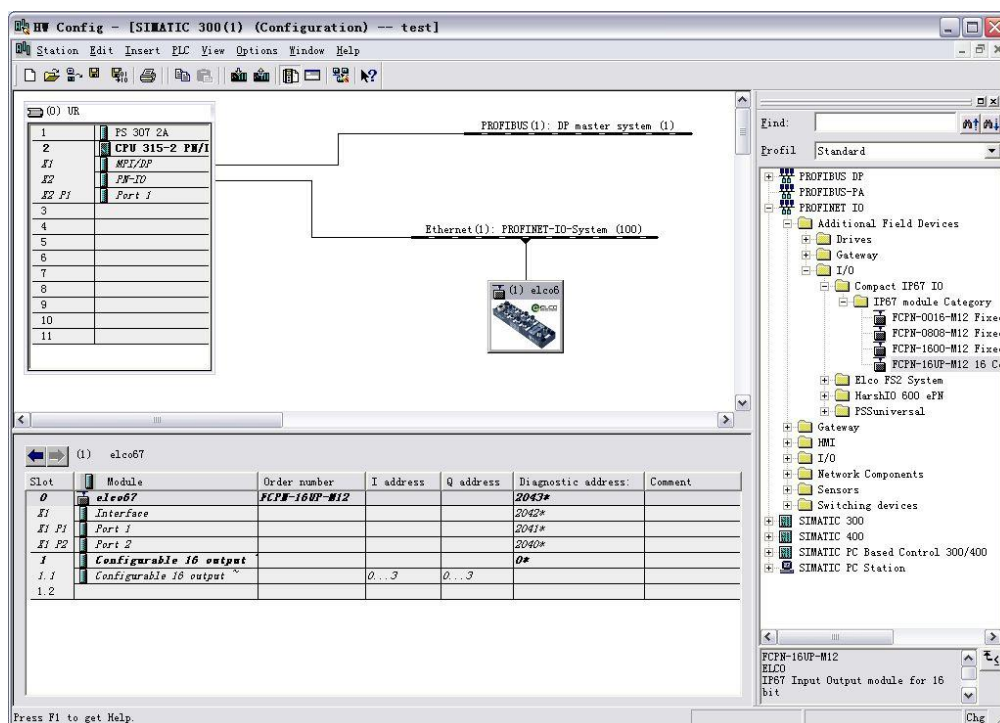 HW Config - [SIMATIC 300(1) (Configuration) -- test]
Station Edit Insert PLC View Options Window Help
(0) UR
1 PS 307 2A
2 CPU 315-2 PN/I
X1 MPI/DP
X2 PN-IO
X2 P1 Port 1
3
4
5
6
7
8
9
10
11
PROFIBUS(1): DP master system (1)
Ethernet(1): PROFINET-IO-System (100)
(1) elco6
ELCO
(1) elco67
Slot Module Order number I address Q address Diagnostic address: Comment
0 elco67 FCPN-16UP-M12 2043*
X1 Interface 2042*
X1 P1 Port 1 2041*
X1 P2 Port 2 2040*
1 Configurable 16 output ~ 0*
1.1 Configurable 16 output ~ 0...3 0...3
1.2
Find:
Profil Standard
PROFIBUS DP
PROFIBUS-PA
PROFINET IO
Additional Field Devices
Drives
Gateway
I/O
Compact IP67 IO
IP67 module Category
FCPN-0016-M12 Fixe
FCPN-0808-M12 Fixe
FCPN-1600-M12 Fixe
FCPN-16UP-M12 16 Co
Elco FS2 System
HarshIO 600 ePN
PSSuniversal
Gateway
HMI
I/O
Network Components
Sensors
Switching devices
SIMATIC 300
SIMATIC 400
SIMATIC PC Based Control 300/400
SIMATIC PC Station
FCPN-16UP-M12
ELCO
IP67 Input Output module for 16
bit
Press F1 to get Help.
Chg